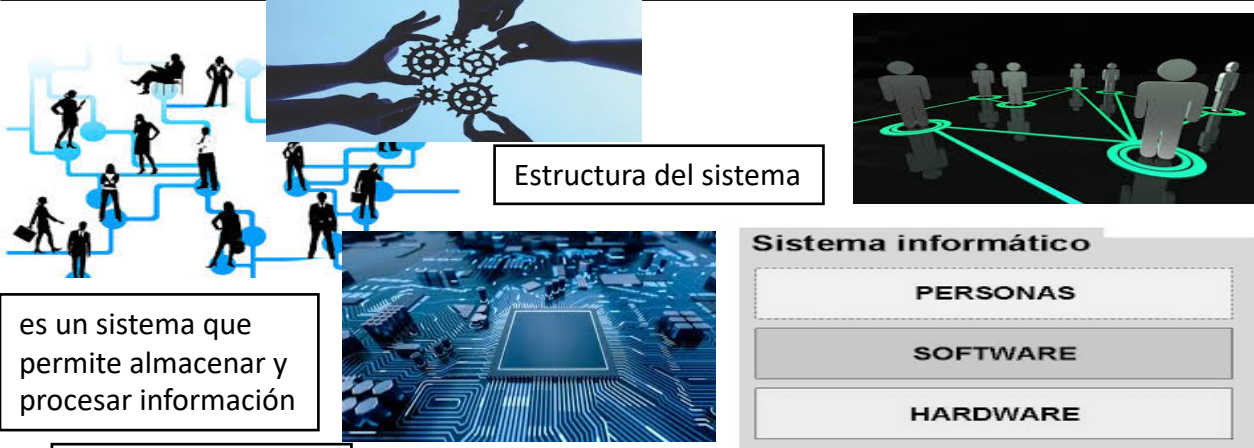 Estructura del sistema
Sistema informático
PERSONAS
SOFTWARE
HARDWARE
es un sistema que
permite almacenar y
procesar información